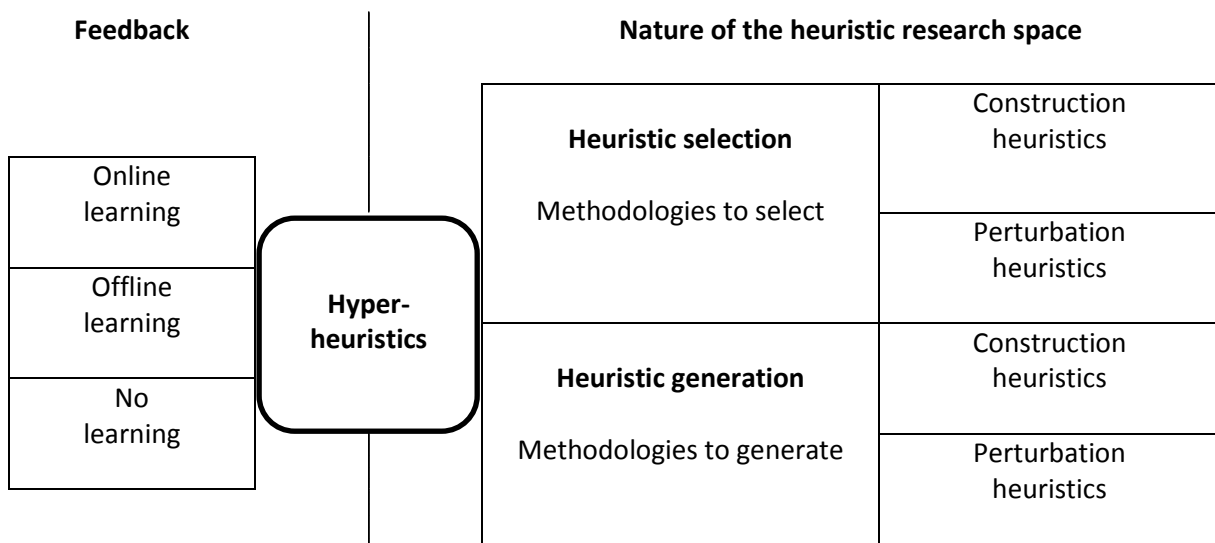 Feedback
Nature of the heuristic research space
Online
learning
Offline
learning
No
learning
Hyper-
heuristics
Heuristic selection
Methodologies to select
Construction
heuristics
Perturbation
heuristics
Heuristic generation
Methodologies to generate
Construction
heuristics
Perturbation
heuristics